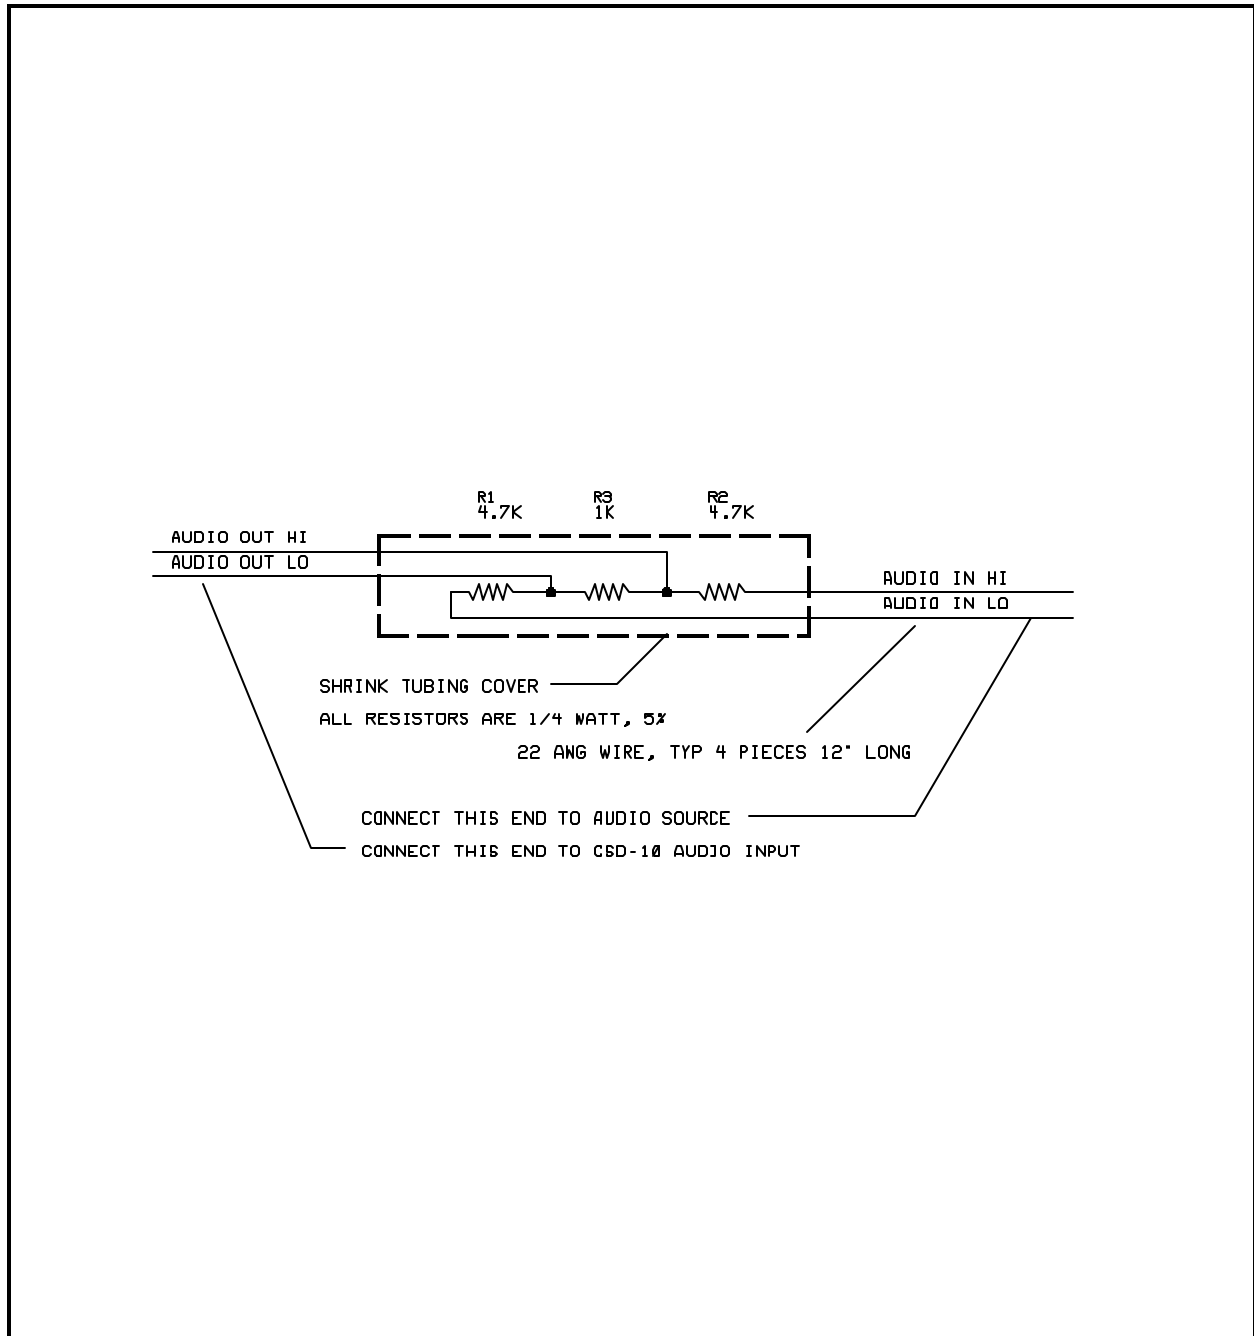 R1 R3 R2
4.7K 1K 4.7K
AUDIO OUT HI
AUDIO OUT LO
AUDIO IN HI
AUDIO IN LO
SHRINK TUBING COVER
ALL RESISTORS ARE 1/4 WATT, 5%
22 AWG WIRE, TYP 4 PIECES 12" LONG
CONNECT THIS END TO AUDIO SOURCE
CONNECT THIS END TO CSD-10 AUDIO INPUT